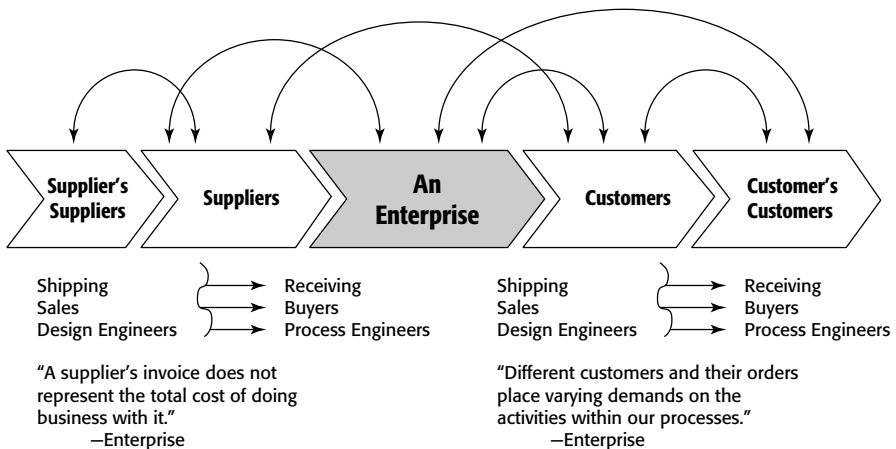 Supplier's
Suppliers
Suppliers
An
Enterprise
Customers
Customer's
Customers
Shipping
Receiving
Sales
Buyers
Design Engineers
Process Engineers
"A supplier's invoice does not
represent the total cost of doing
business with it."
—Enterprise
Shipping
Receiving
Sales
Buyers
Design Engineers
Process Engineers
"Different customers and their orders
place varying demands on the
activities within our processes."
—Enterprise